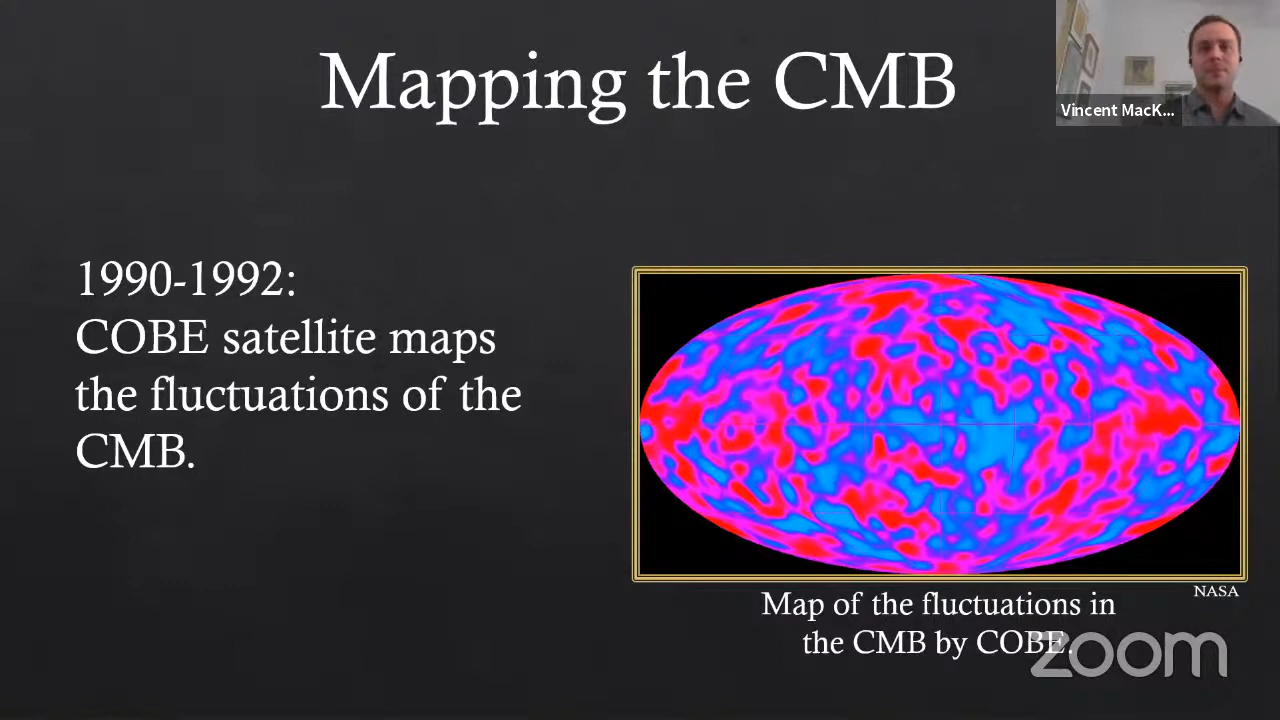 Mapping the CMB
Vincent MacK...
1990-1992:
COBE satellite maps
the fluctuations of the
CMB.
NASA
Map of the fluctuations in
the CMB by COBE.
zoom